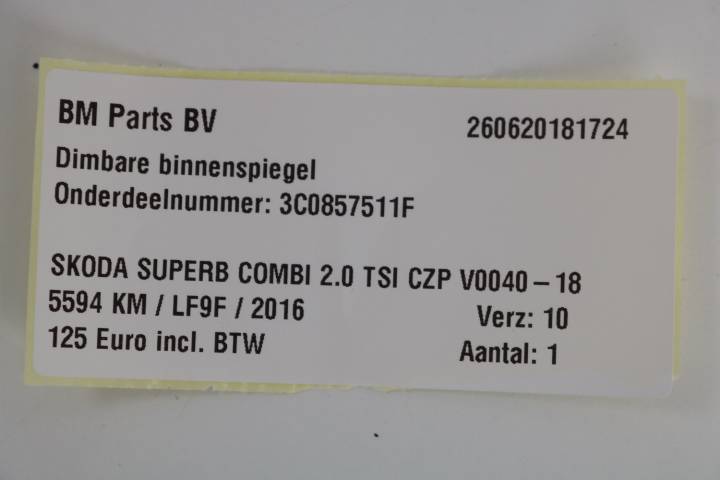 BM Parts BV 260620181724
Dimbare binnenspiegel
Onderdeelnummer: 3C0857511F
SKODA SUPERB COMBI 2.0 TSI CZP V0040 – 18
5594 KM / LF9F / 2016 Verz: 10
125 Euro incl. BTW Aantal: 1